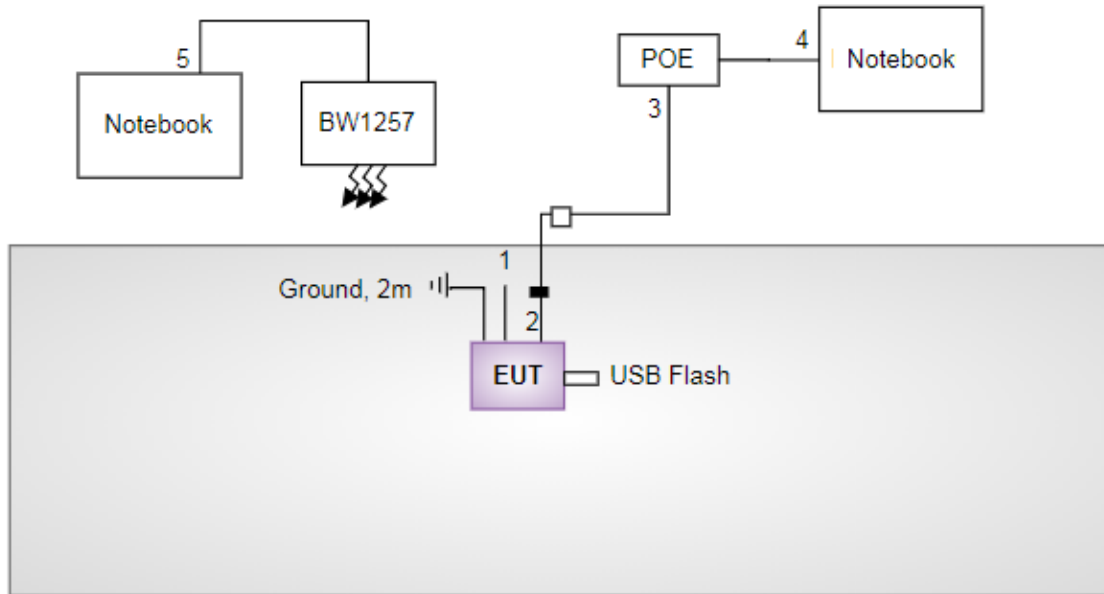 5
Notebook
BW1257
POE
4
Notebook
3
1
Ground, 2m
2
EUT
USB Flash